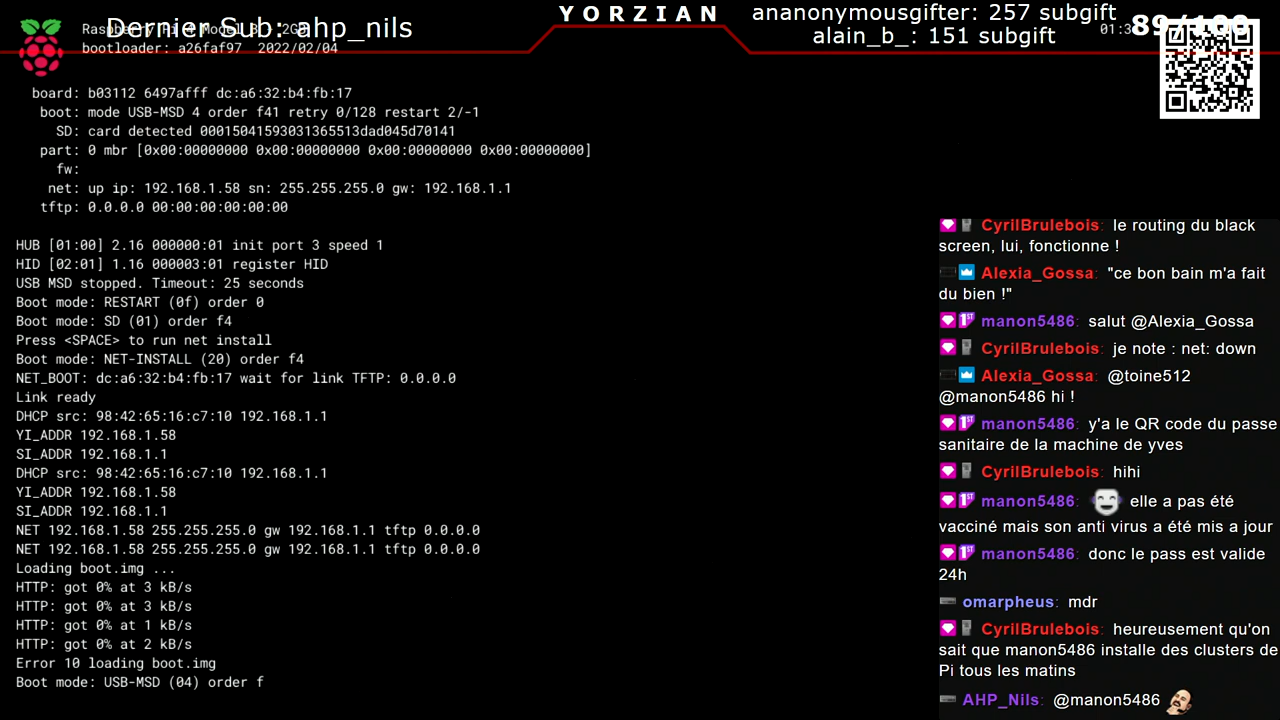 YORZIAN
Dernier Sub: ahp_nils
ananonymousgifter: 257 subgift
alain_b_: 151 subgift
89/100
01:3
Raspberry Pi 4 Model B 2GB
bootloader: a26faf97 2022/02/04
board: b03112 6497afff dc:a6:32:b4:fb:17
boot: mode USB-MSD 4 order f41 retry 0/128 restart 2/-1
SD: card detected 00015041593031365513dad045d70141
part: 0 mbr [0x00:00000000 0x00:00000000 0x00:00000000 0x00:00000000]
fw:
net: up ip: 192.168.1.58 sn: 255.255.255.0 gw: 192.168.1.1
tftp: 0.0.0.0 00:00:00:00:00:00
HUB [01:00] 2.16 000000:01 init port 3 speed 1
HID [02:01] 1.16 000003:01 register HID
USB MSD stopped. Timeout: 25 seconds
Boot mode: RESTART (0f) order 0
Boot mode: SD (01) order f4
Press <SPACE> to run net install
Boot mode: NET-INSTALL (20) order f4
NET_BOOT: dc:a6:32:b4:fb:17 wait for link TFTP: 0.0.0.0
Link ready
DHCP src: 98:42:65:16:c7:10 192.168.1.1
YI_ADDR 192.168.1.58
SI_ADDR 192.168.1.1
DHCP src: 98:42:65:16:c7:10 192.168.1.1
YI_ADDR 192.168.1.58
SI_ADDR 192.168.1.1
NET 192.168.1.58 255.255.255.0 gw 192.168.1.1 tftp 0.0.0.0
NET 192.168.1.58 255.255.255.0 gw 192.168.1.1 tftp 0.0.0.0
Loading boot.img ...
HTTP: got 0% at 3 kB/s
HTTP: got 0% at 3 kB/s
HTTP: got 0% at 1 kB/s
HTTP: got 0% at 2 kB/s
Error 10 loading boot.img
Boot mode: USB-MSD (04) order f
CyrilBrulebois: le routing du black
screen, lui, fonctionne !
Alexia_Gossa: "ce bon bain m'a fait
du bien !"
manon5486: salut @Alexia_Gossa
CyrilBrulebois: je note : net: down
Alexia_Gossa: @toine512
@manon5486 hi !
manon5486: y'a le QR code du passe
sanitaire de la machine de yves
CyrilBrulebois: hihi
manon5486: elle a pas été
vacciné mais son anti virus a été mis a jour
manon5486: donc le pass est valide
24h
omarpheus: mdr
CyrilBrulebois: heureusement qu'on
sait que manon5486 installe des clusters de
Pi tous les matins
AHP_Nils: @manon5486